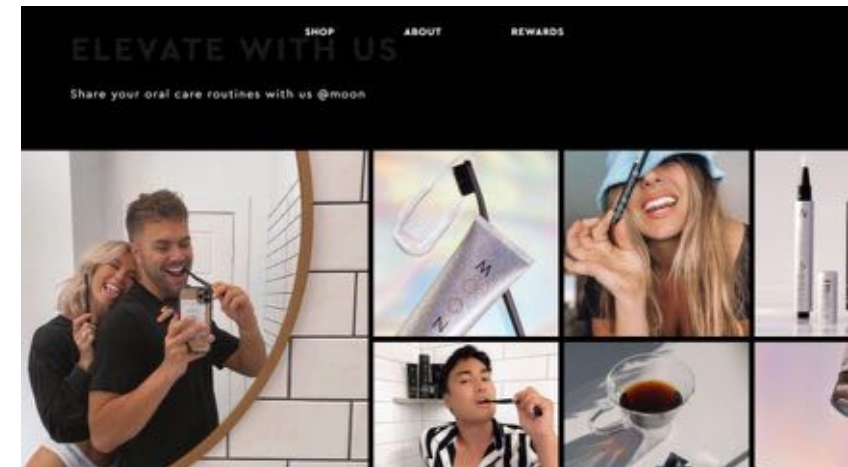 SHOP ABOUT REWARDS
ELEVATE WITH US
Share your oral care routines with us @moon
MOON